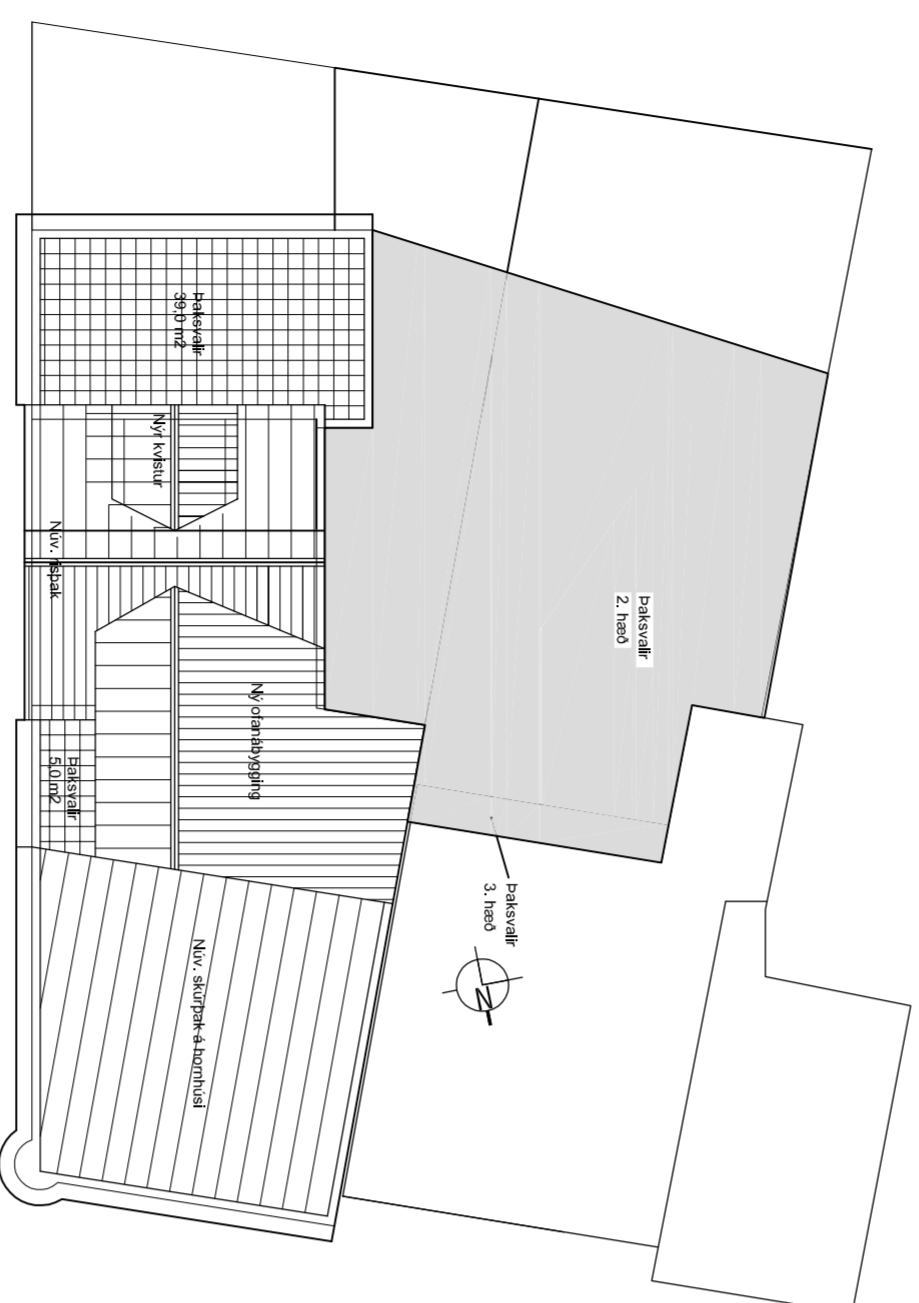 Þaksvalir
39,0 m2
Nýr kvistur
Núv. risþak
Þaksvalir
2. hæð
Ný ofanábygging
Þaksvalir
5,0 m2
Þaksvalir
3. hæð
N
Núv. skúrþak á hornhúsi